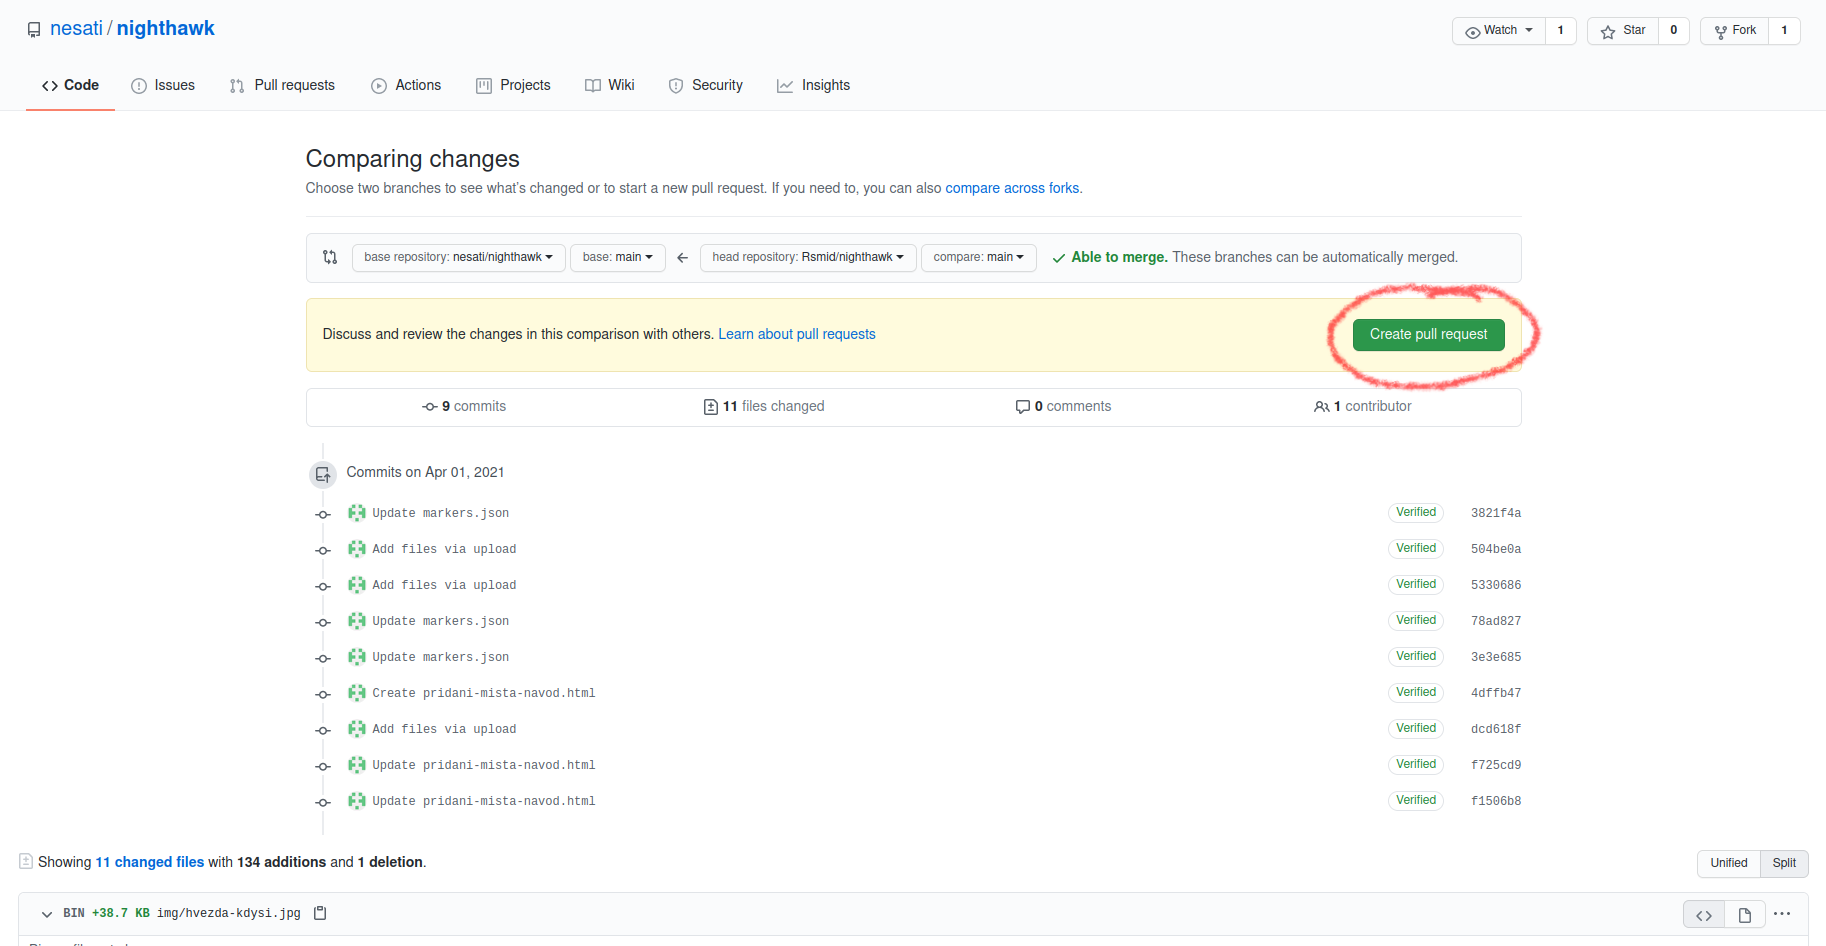 nesati / nighthawk
Watch 1 Star 0 Fork 1
Code Issues Pull requests Actions Projects Wiki Security Insights
Comparing changes
Choose two branches to see what's changed or to start a new pull request. If you need to, you can also compare across forks.
base repository: nesati/nighthawk base: main ← head repository: Rsmid/nighthawk compare: main Able to merge. These branches can be automatically merged.
Discuss and review the changes in this comparison with others. Learn about pull requests Create pull request
9 commits 11 files changed 0 comments 1 contributor
Commits on Apr 01, 2021
Update markers.json Verified 3821f4a
Add files via upload Verified 504be0a
Add files via upload Verified 5330686
Update markers.json Verified 78ad827
Update markers.json Verified 3e3e685
Create pridani-mista-navod.html Verified 4dffb47
Add files via upload Verified dcd618f
Update pridani-mista-navod.html Verified f725cd9
Update pridani-mista-navod.html Verified f1506b8
Showing 11 changed files with 134 additions and 1 deletion. Unified Split
BIN +38.7 KB img/hvezda-kdysi.jpg